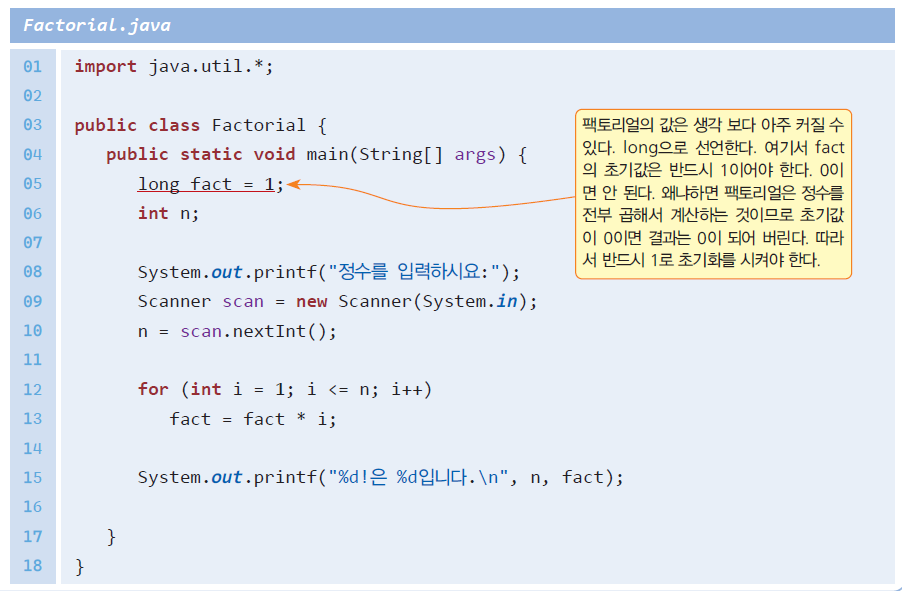 Factorial.java
01 import java.util.*;
02
03 public class Factorial {
04 public static void main(String[] args) {
05 long fact = 1;
06 int n;
07
08 System.out.printf("정수를 입력하시요:");
09 Scanner scan = new Scanner(System.in);
10 n = scan.nextInt();
11
12 for (int i = 1; i <= n; i++)
13 fact = fact * i;
14
15 System.out.printf("%d!은 %d입니다.\n", n, fact);
16
17 }
18 }
팩토리얼의 값은 생각 보다 아주 커질 수
있다. long으로 선언한다. 여기서 fact
의 초기값은 반드시 1이어야 한다. 0이
면 안 된다. 왜냐하면 팩토리얼은 정수를
전부 곱해서 계산하는 것이므로 초기값
이 0이면 결과는 0이 되어 버린다. 따라
서 반드시 1로 초기화를 시켜야 한다.